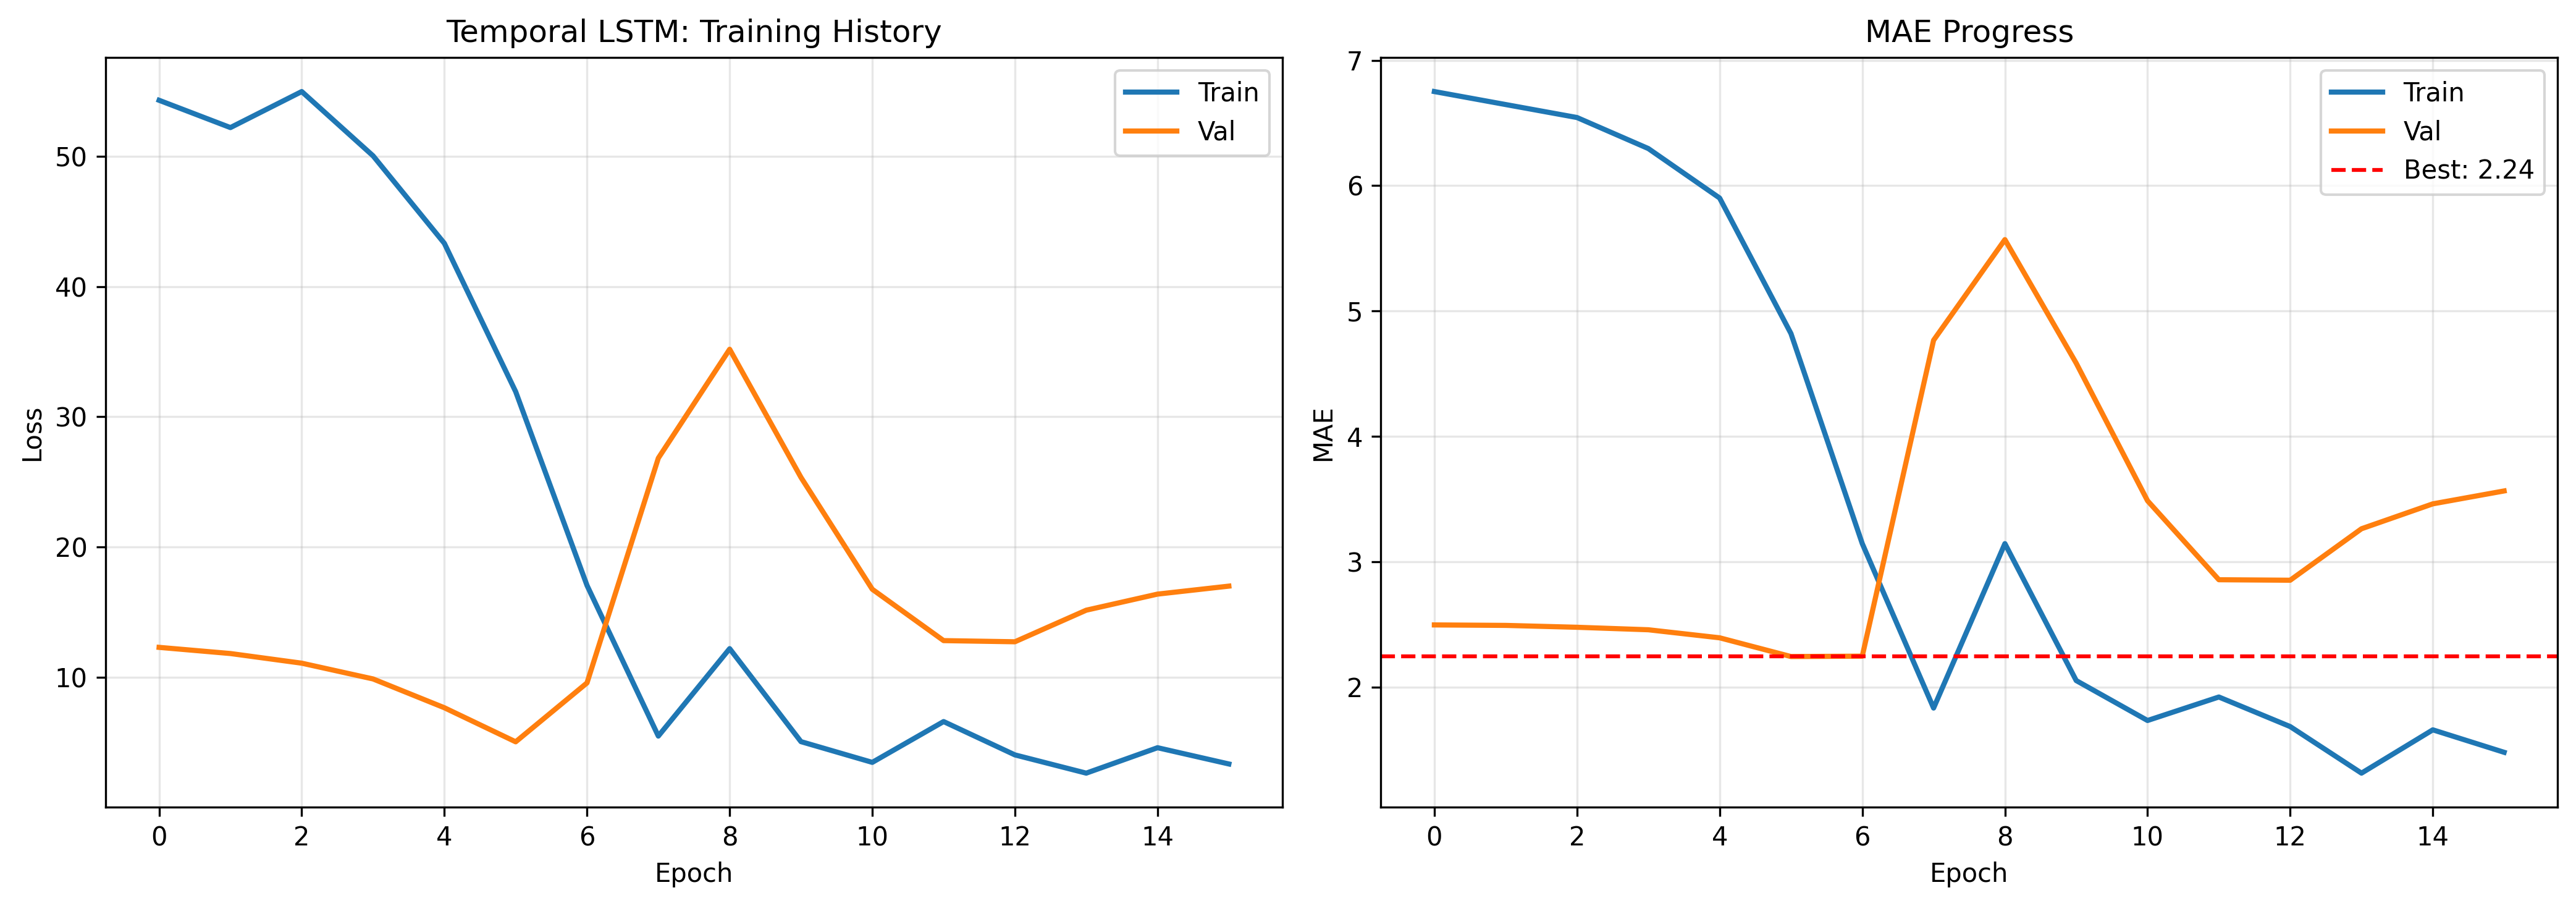 Temporal LSTM: Training History
Train
Val
50
40
30
20
10
Loss
0 2 4 6 8 10 12 14
Epoch
MAE Progress
Train
Val
Best: 2.24
7
6
5
4
3
2
MAE
0 2 4 6 8 10 12 14
Epoch